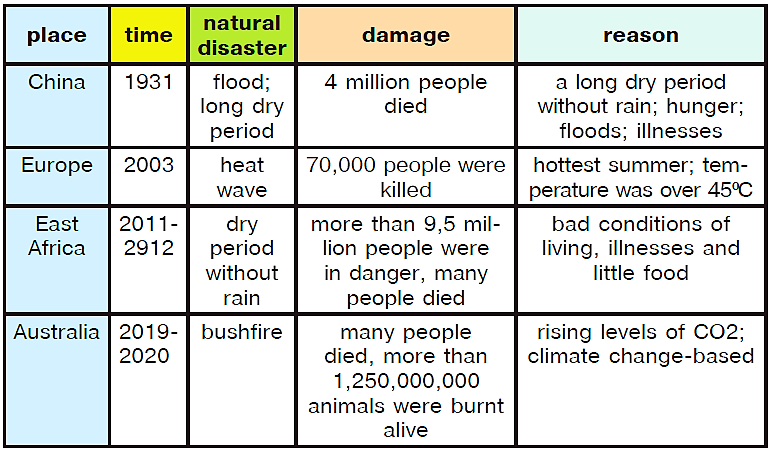 place
time
natural
disaster
damage
reason
China
1931
flood;
long dry
period
4 million people
died
a long dry period
without rain; hunger;
floods; illnesses
Europe
2003
heat
wave
70,000 people were
killed
hottest summer; tem-
perature was over 45ºC
East
Africa
2011-
2912
dry
period
without
rain
more than 9,5 mil-
lion people were
in danger, many
people died
bad conditions of
living, illnesses and
little food
Australia
2019-
2020
bushfire
many people
died, more than
1,250,000,000
animals were burnt
alive
rising levels of CO2;
climate change-based